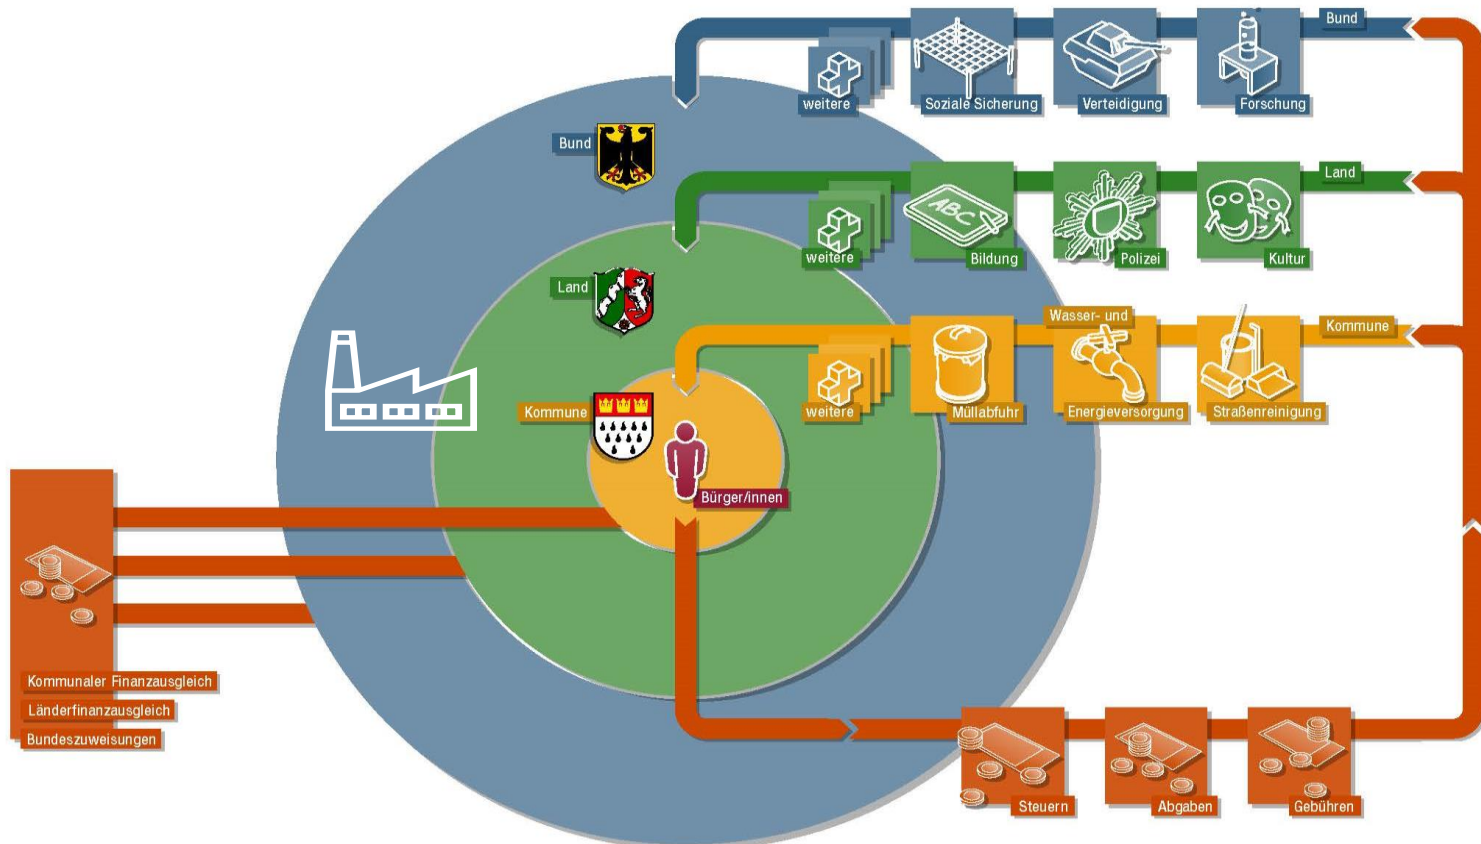 Bund
weitere
Soziale Sicherung
Verteidigung
Forschung
Bund
Land
weitere
ABC
Bildung
Polizei
Kultur
Land
Wasser- und
Kommune
weitere
Müllabfuhr
Energieversorgung
Straßenreinigung
Kommune
Bürger/innen
Kommunaler Finanzausgleich
Länderfinanzausgleich
Bundeszuweisungen
Steuern
Abgaben
Gebühren